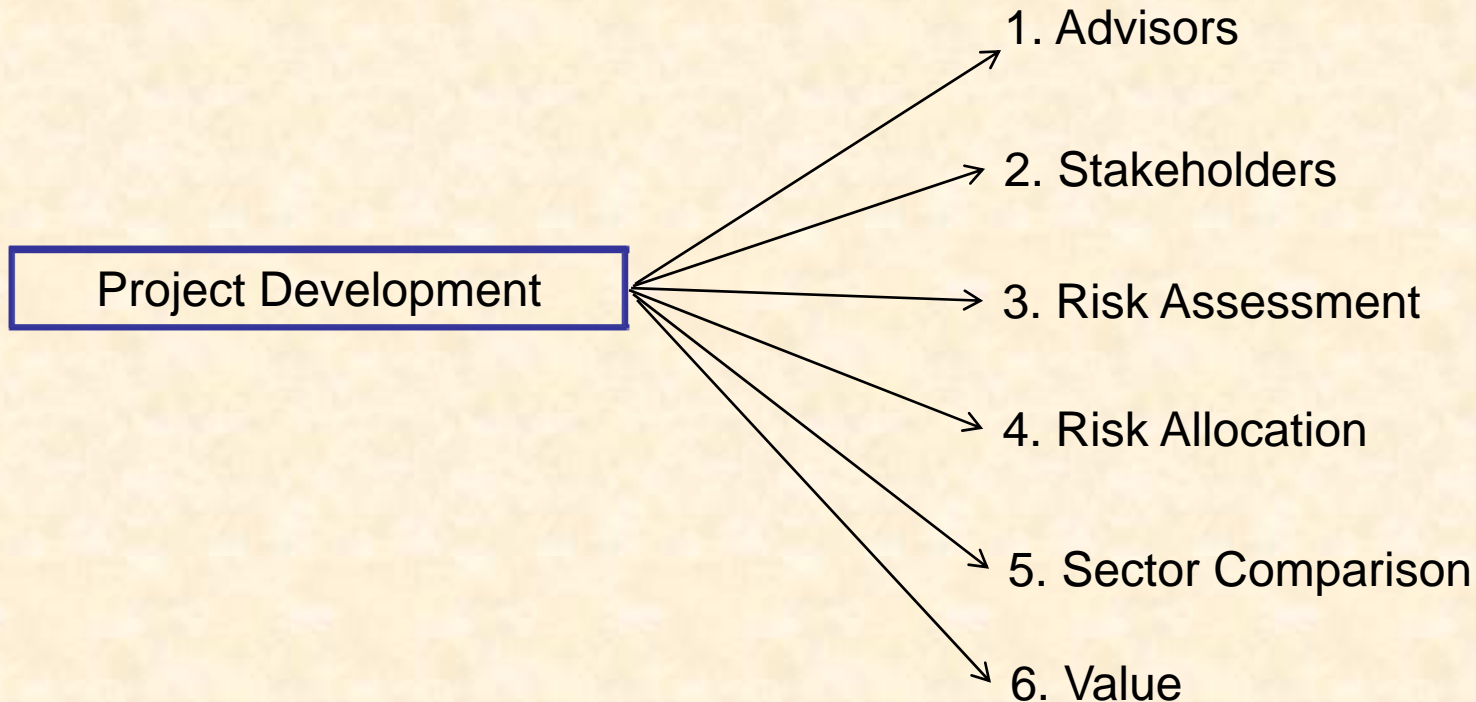 Project Development
1. Advisors
2. Stakeholders
3. Risk Assessment
4. Risk Allocation
5. Sector Comparison
6. Value